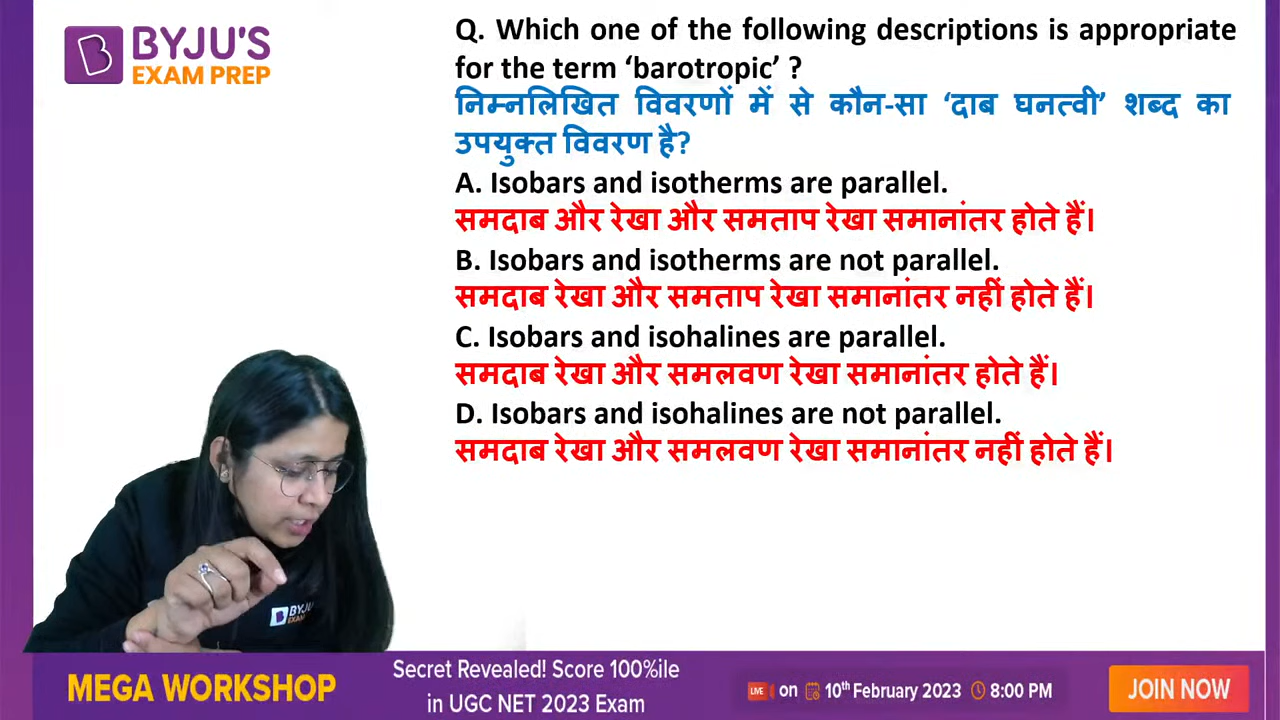 BYJU'S
EXAM PREP
Q. Which one of the following descriptions is appropriate
for the term ‘barotropic’ ?
निम्नलिखित विवरणों में से कौन-सा ‘दाब घनत्वी’ शब्द का
उपयुक्त विवरण है?
A. Isobars and isotherms are parallel.
समदाब और रेखा और समताप रेखा समानांतर होते हैं।
B. Isobars and isotherms are not parallel.
समदाब रेखा और समताप रेखा समानांतर नहीं होते हैं।
C. Isobars and isohalines are parallel.
समदाब रेखा और समलवण रेखा समानांतर होते हैं।
D. Isobars and isohalines are not parallel.
समदाब रेखा और समलवण रेखा समानांतर नहीं होते हैं।
BYJU
EXAM
MEGA WORKSHOP
Secret Revealed! Score 100%ile
in UGC NET 2023 Exam
LIVE on 10th February 2023 8:00 PM
JOIN NOW